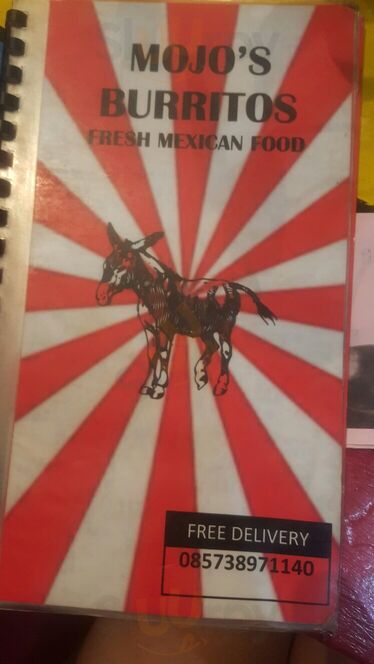 MOJO'S
BURRITOS
FRESH MEXICAN FOOD
FREE DELIVERY
085738971140